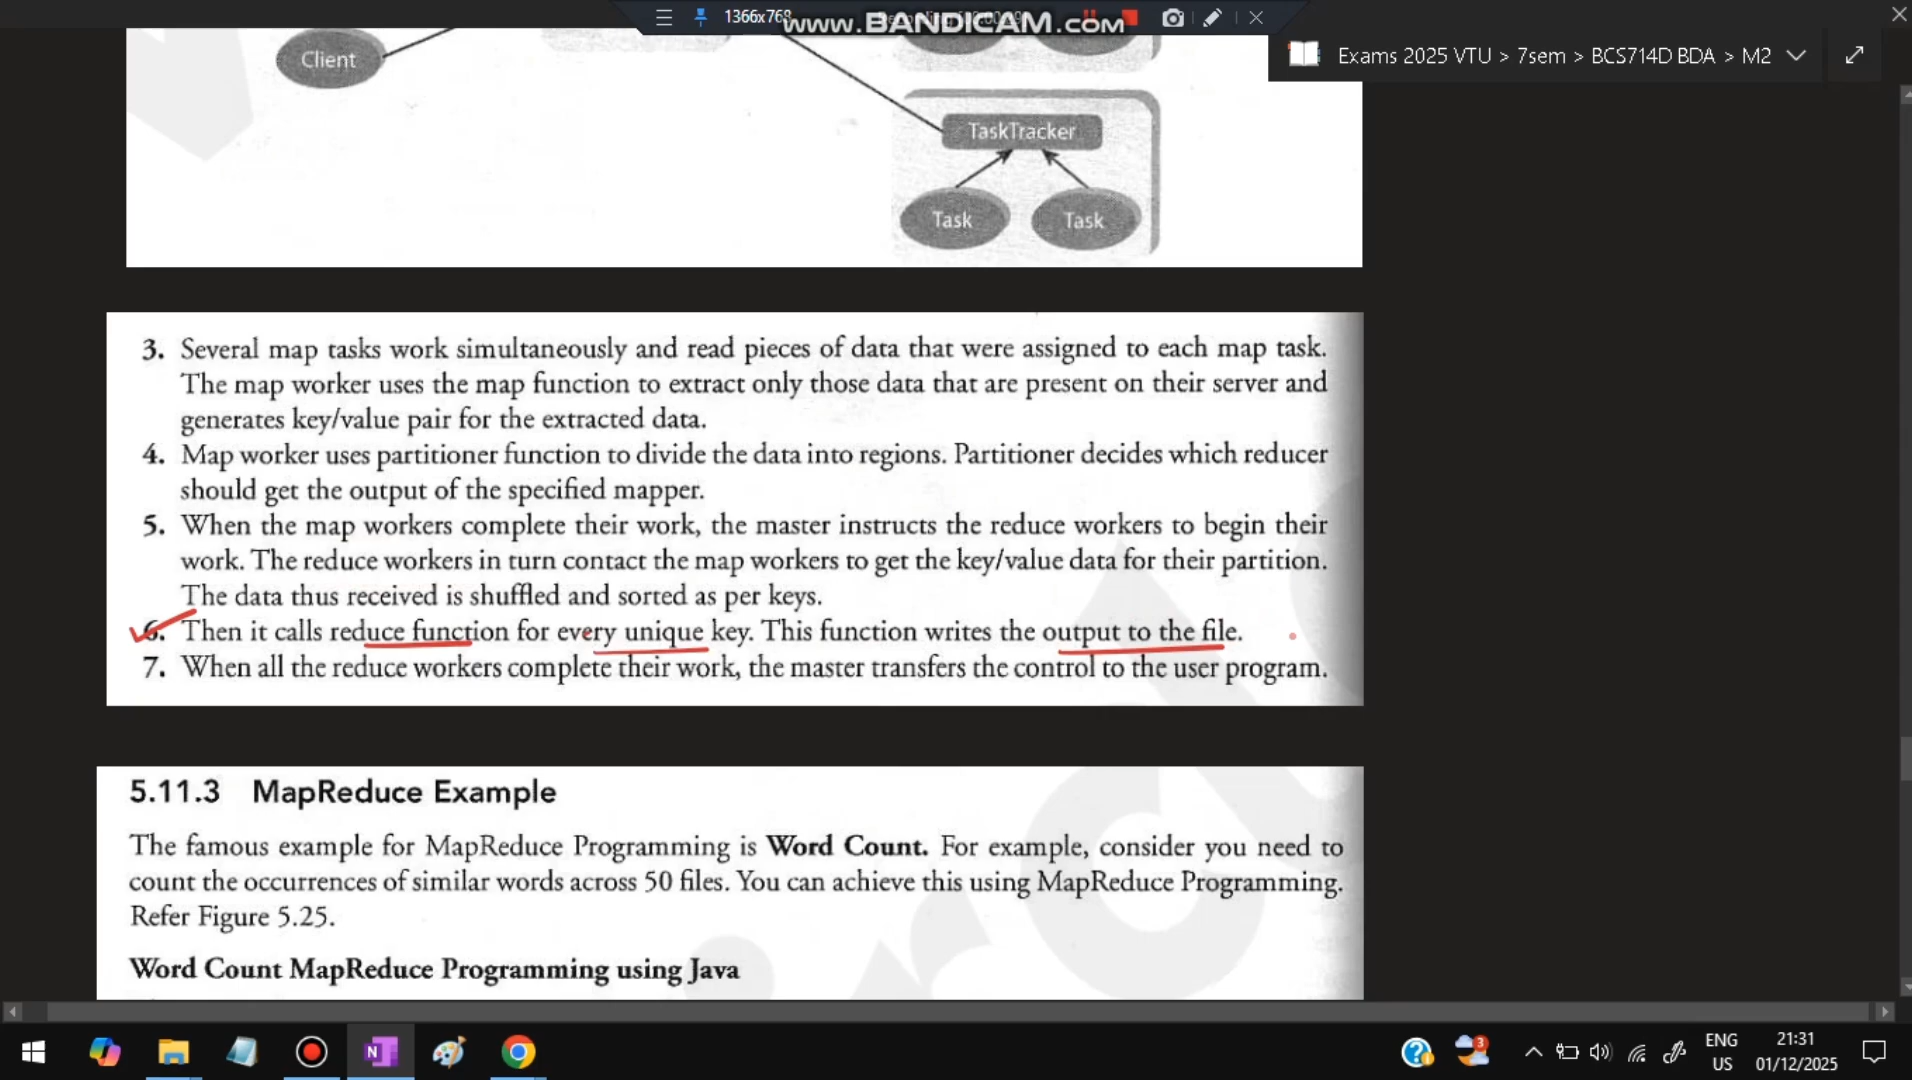 1366x768
www.BANDICAM.com
Exams 2025 VTU > 7sem > BCS714D BDA > M2
Client
TaskTracker
Task
Task
3. Several map tasks work simultaneously and read pieces of data that were assigned to each map task.
The map worker uses the map function to extract only those data that are present on their server and
generates key/value pair for the extracted data.
4. Map worker uses partitioner function to divide the data into regions. Partitioner decides which reducer
should get the output of the specified mapper.
5. When the map workers complete their work, the master instructs the reduce workers to begin their
work. The reduce workers in turn contact the map workers to get the key/value data for their partition.
The data thus received is shuffled and sorted as per keys.
6. Then it calls reduce function for every unique key. This function writes the output to the file.
7. When all the reduce workers complete their work, the master transfers the control to the user program.
5.11.3 MapReduce Example
The famous example for MapReduce Programming is Word Count. For example, consider you need to
count the occurrences of similar words across 50 files. You can achieve this using MapReduce Programming.
Refer Figure 5.25.
Word Count MapReduce Programming using Java
N
3
ENG
US
21:31
01/12/2025